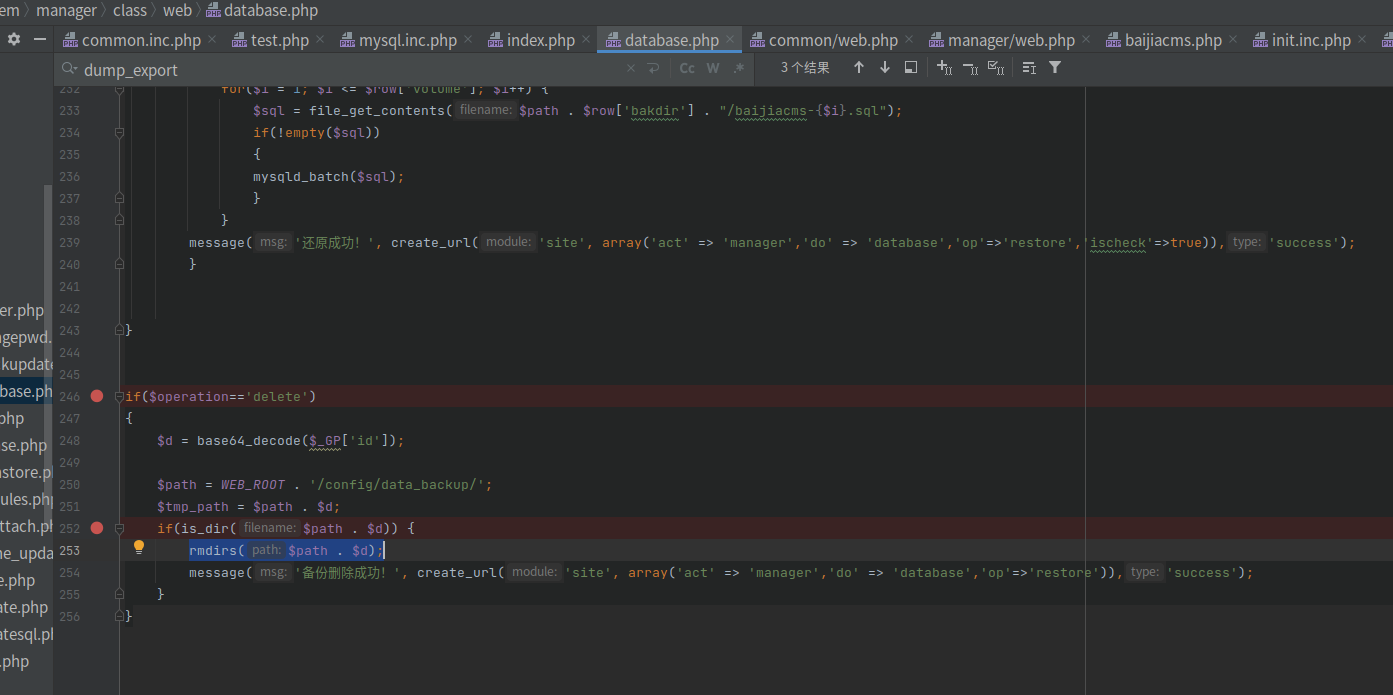 em 〉 manager 〉 class 〉 web 〉 database.php
common.inc.php × test.php × mysql.inc.php × index.php × database.php × common/web.php × manager/web.php × baijiacms.php × init.inc.php ×
dump_export × Cc W .* 3 个结果
232 for($i = 1; $i <= $row['volume']; $i++) {
233 $sql = file_get_contents( filename: $path . $row['bakdir'] . "/baijiacms-{$i}.sql");
234 if(!empty($sql))
235 {
236 mysqld_batch($sql);
237 }
238 }
239 message( msg: '还原成功！', create_url( module: 'site', array('act' => 'manager','do' => 'database','op'=>'restore','ischeck'=>true)), type: 'success');
240 }
241
242
243 }
244
245
246 if($operation=='delete')
247 {
248 $d = base64_decode($_GP['id']);
249
250 $path = WEB_ROOT . '/config/data_backup/';
251 $tmp_path = $path . $d;
252 if(is_dir( filename: $path . $d)) {
253 rmdirs( path: $path . $d);
254 message( msg: '备份删除成功！', create_url( module: 'site', array('act' => 'manager','do' => 'database','op'=>'restore')), type: 'success');
255 }
256 }
er.php
ngepwd.
kupdate
base.ph
php
se.php
nstore.p
ules.ph
ttach.ph
ne_upda
e.php
ate.php
atesql.ph
.php